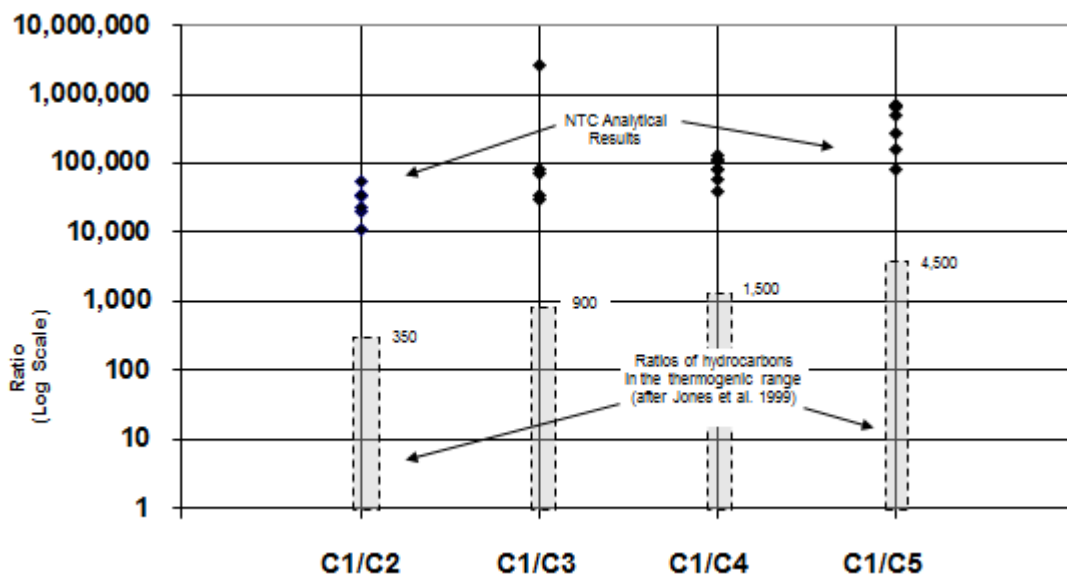 10,000,000
1,000,000
100,000
10,000
1,000
100
10
1
Ratio
(Log Scale)
NTC Analytical
Results
350
900
1,500
4,500
Ratios of hydrocarbons
in the thermogenic range
(after Jones et al. 1999)
C1/C2
C1/C3
C1/C4
C1/C5